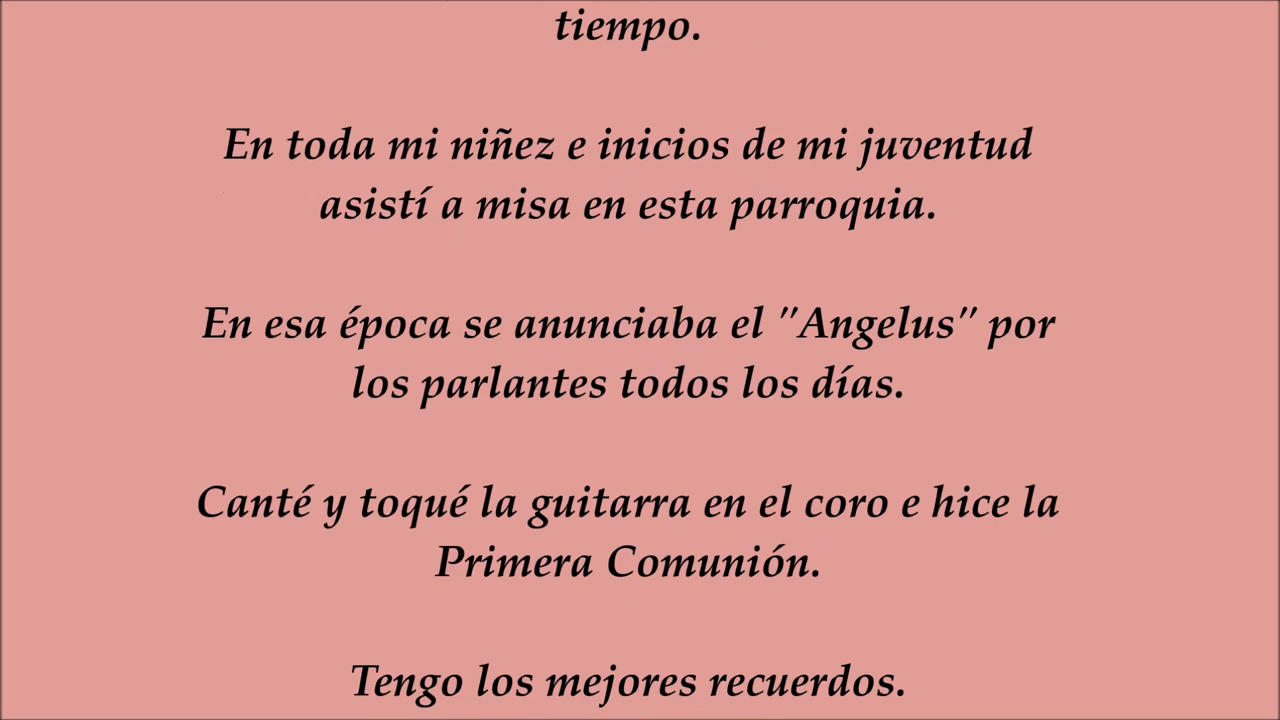 tiempo.
En toda mi niñez e inicios de mi juventud
asistí a misa en esta parroquia.
En esa época se anunciaba el "Angelus" por
los parlantes todos los días.
Canté y toqué la guitarra en el coro e hice la
Primera Comunión.
Tengo los mejores recuerdos.